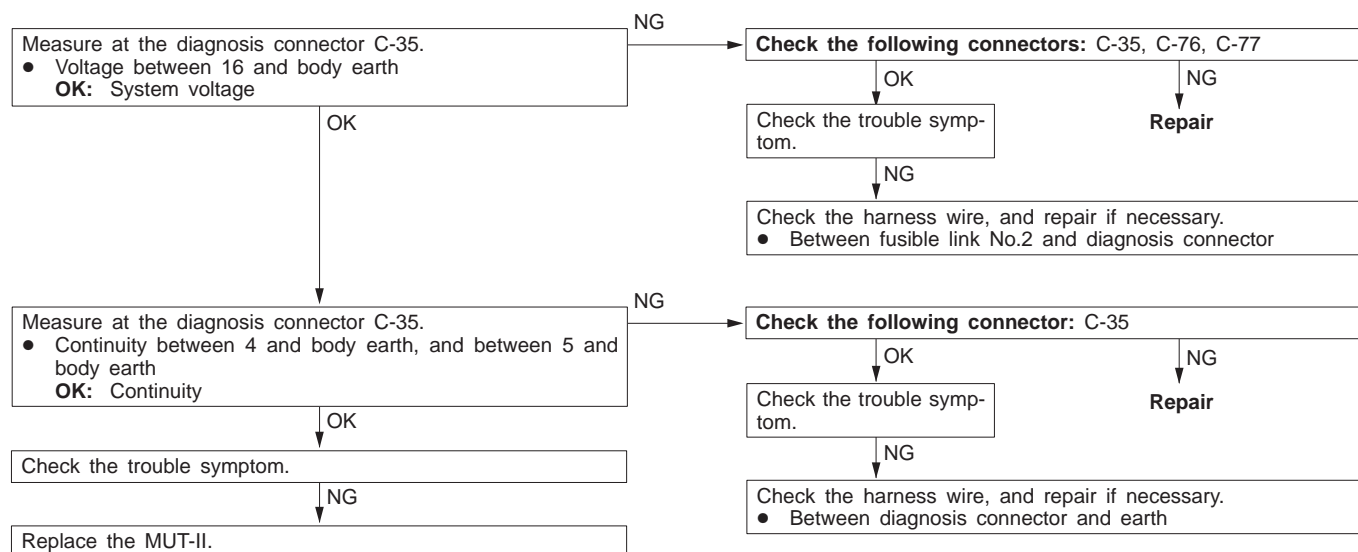 Measure at the diagnosis connector C-35.
● Voltage between 16 and body earth
OK: System voltage
NG
Check the following connectors: C-35, C-76, C-77
OK
NG
Check the trouble symp-
tom.
Repair
NG
Check the harness wire, and repair if necessary.
● Between fusible link No.2 and diagnosis connector
OK
Measure at the diagnosis connector C-35.
● Continuity between 4 and body earth, and between 5 and
body earth
OK: Continuity
NG
Check the following connector: C-35
OK
NG
Check the trouble symp-
tom.
Repair
NG
Check the harness wire, and repair if necessary.
● Between diagnosis connector and earth
OK
Check the trouble symptom.
NG
Replace the MUT-II.